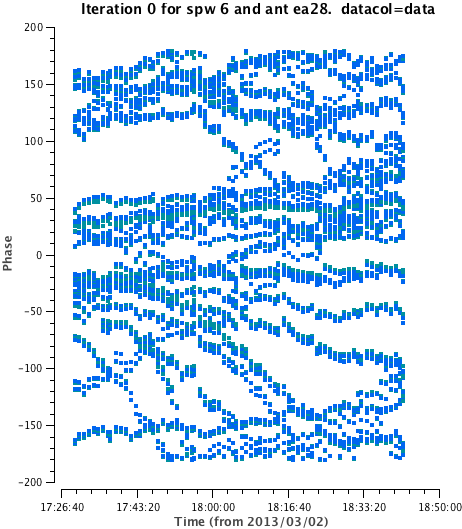 Iteration 0 for spw 6 and ant ea28.  datacol=data
200
150
100
50
0
-50
-100
-150
-200
Phase
17:26:40 17:43:20 18:00:00 18:16:40 18:33:20 18:50:00
Time (from 2013/03/02)